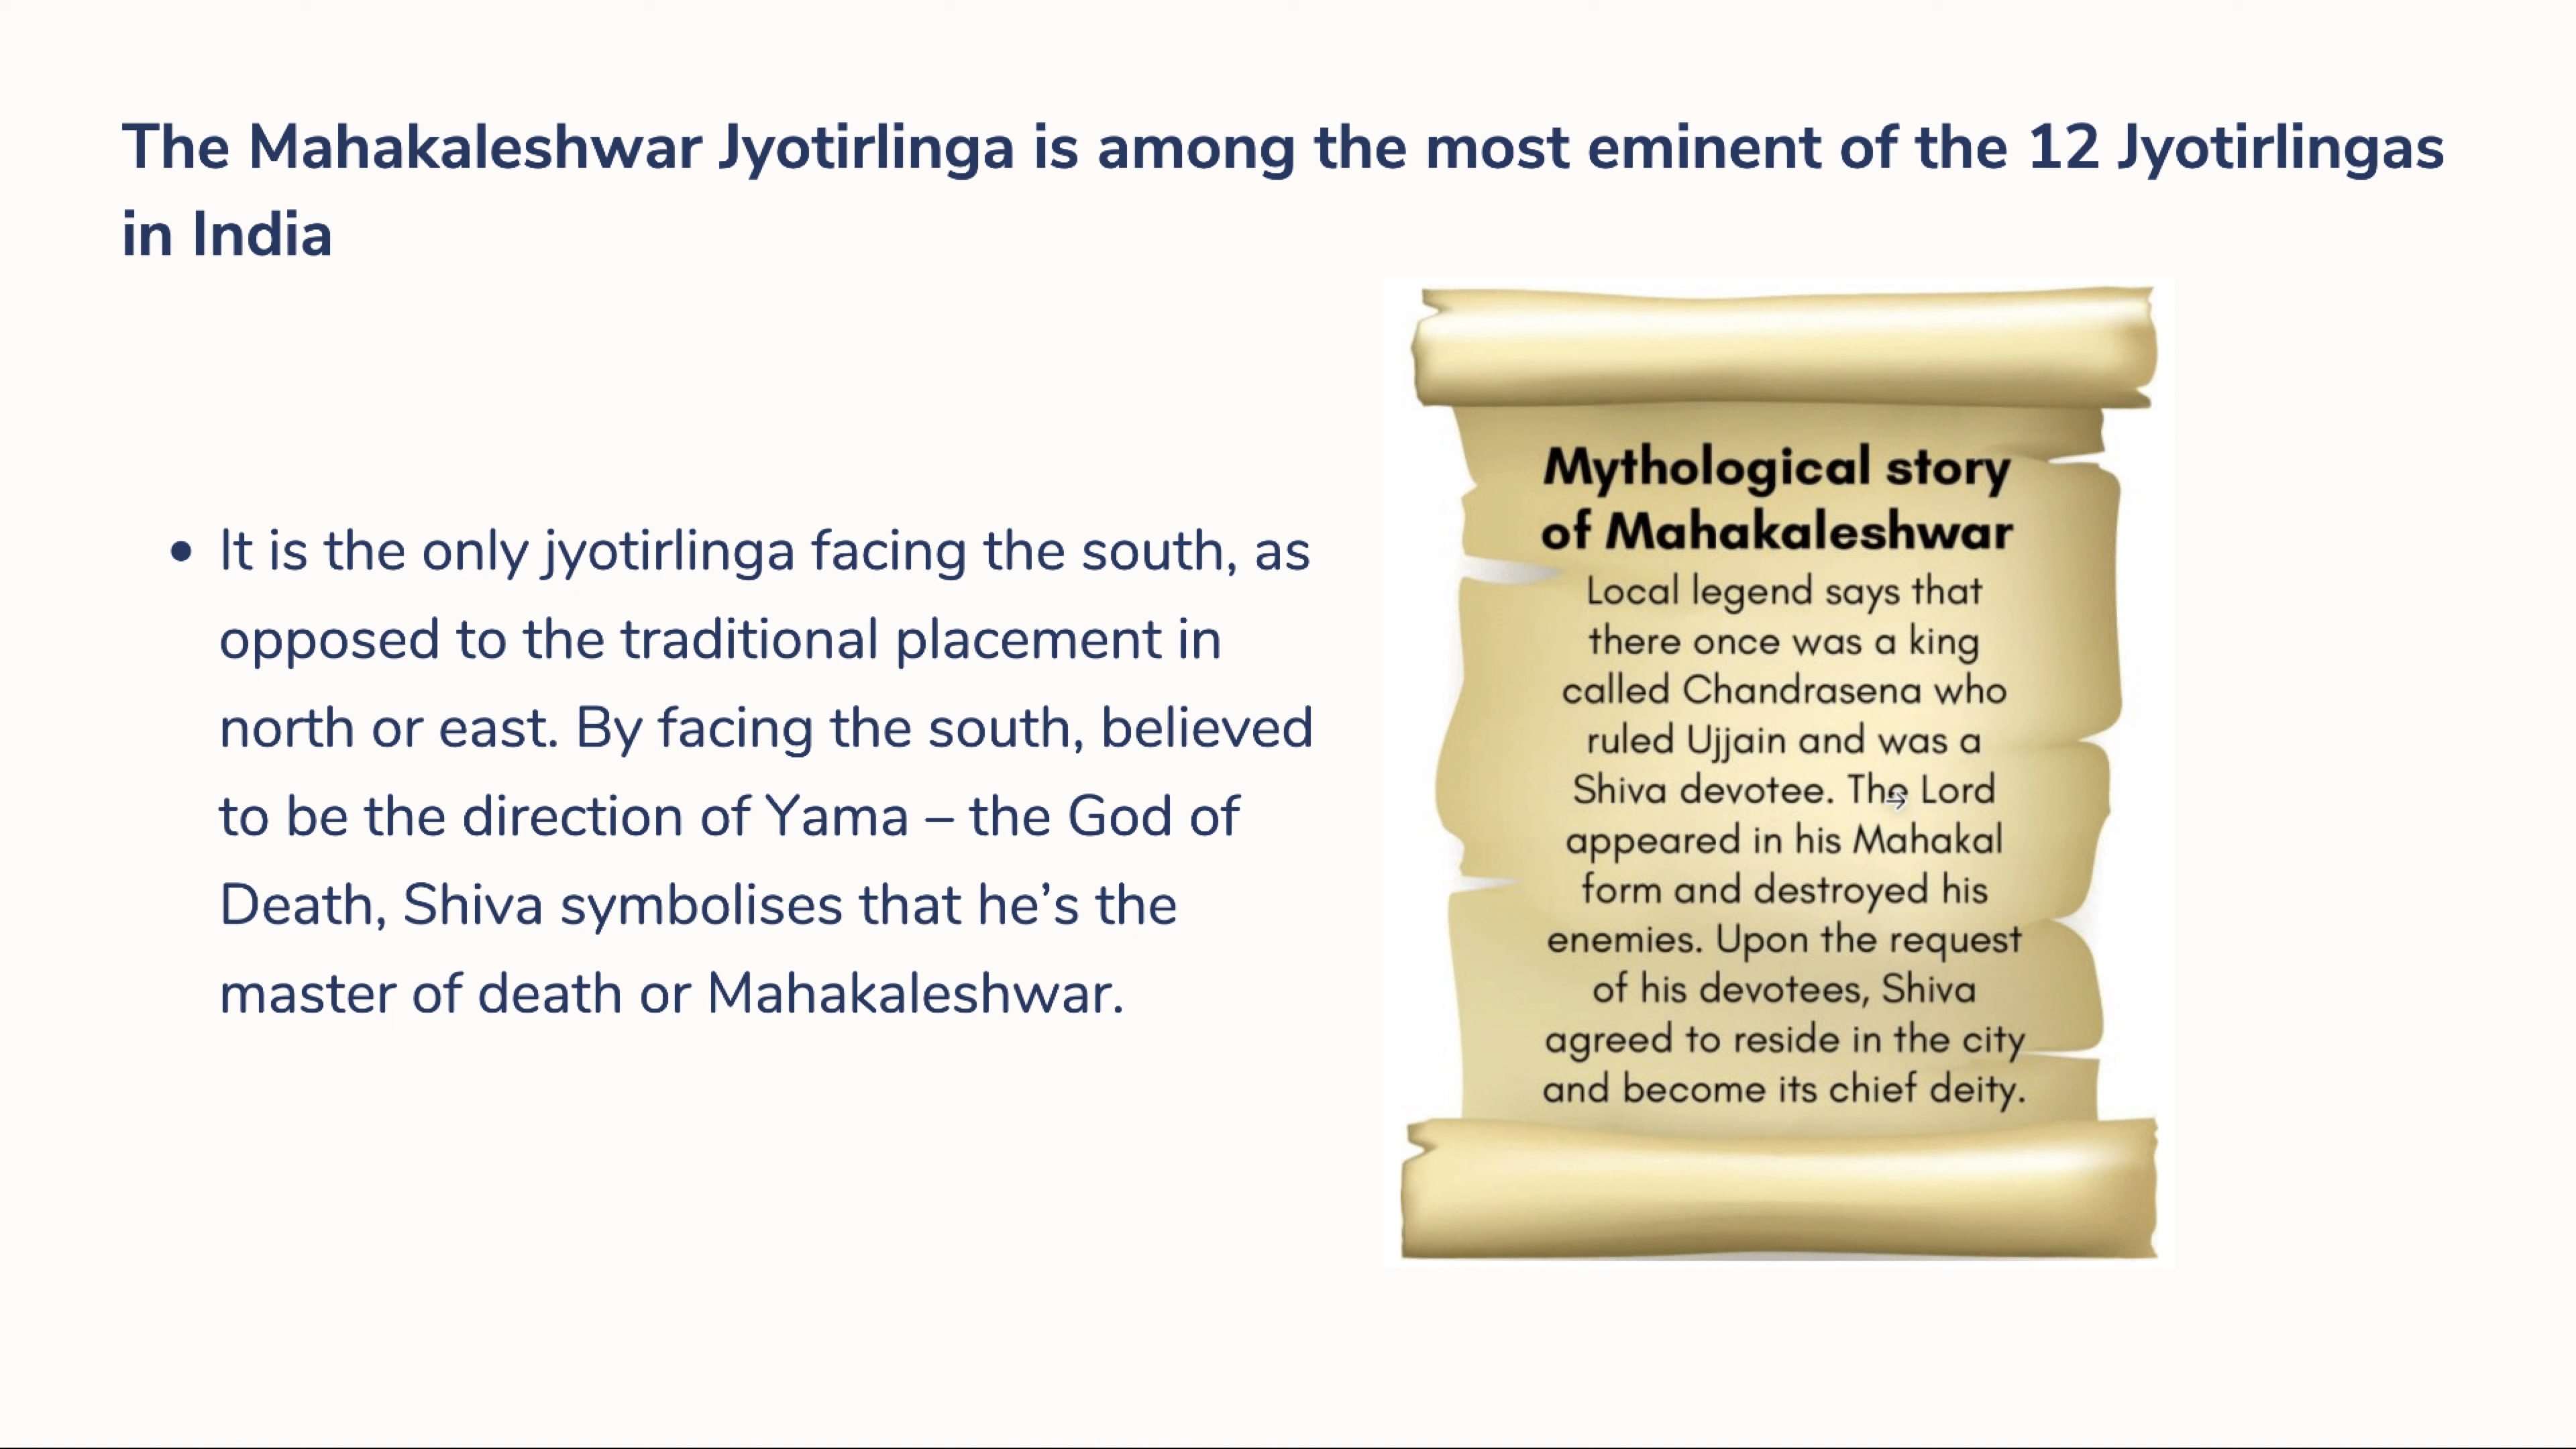 The Mahakaleshwar Jyotirlinga is among the most eminent of the 12 Jyotirlingas
in India
• It is the only jyotirlinga facing the south, as
opposed to the traditional placement in
north or east. By facing the south, believed
to be the direction of Yama – the God of
Death, Shiva symbolises that he’s the
master of death or Mahakaleshwar.
Mythological story
of Mahakaleshwar
Local legend says that
there once was a king
called Chandrasena who
ruled Ujjain and was a
Shiva devotee. The Lord
appeared in his Mahakal
form and destroyed his
enemies. Upon the request
of his devotees, Shiva
agreed to reside in the city
and become its chief deity.